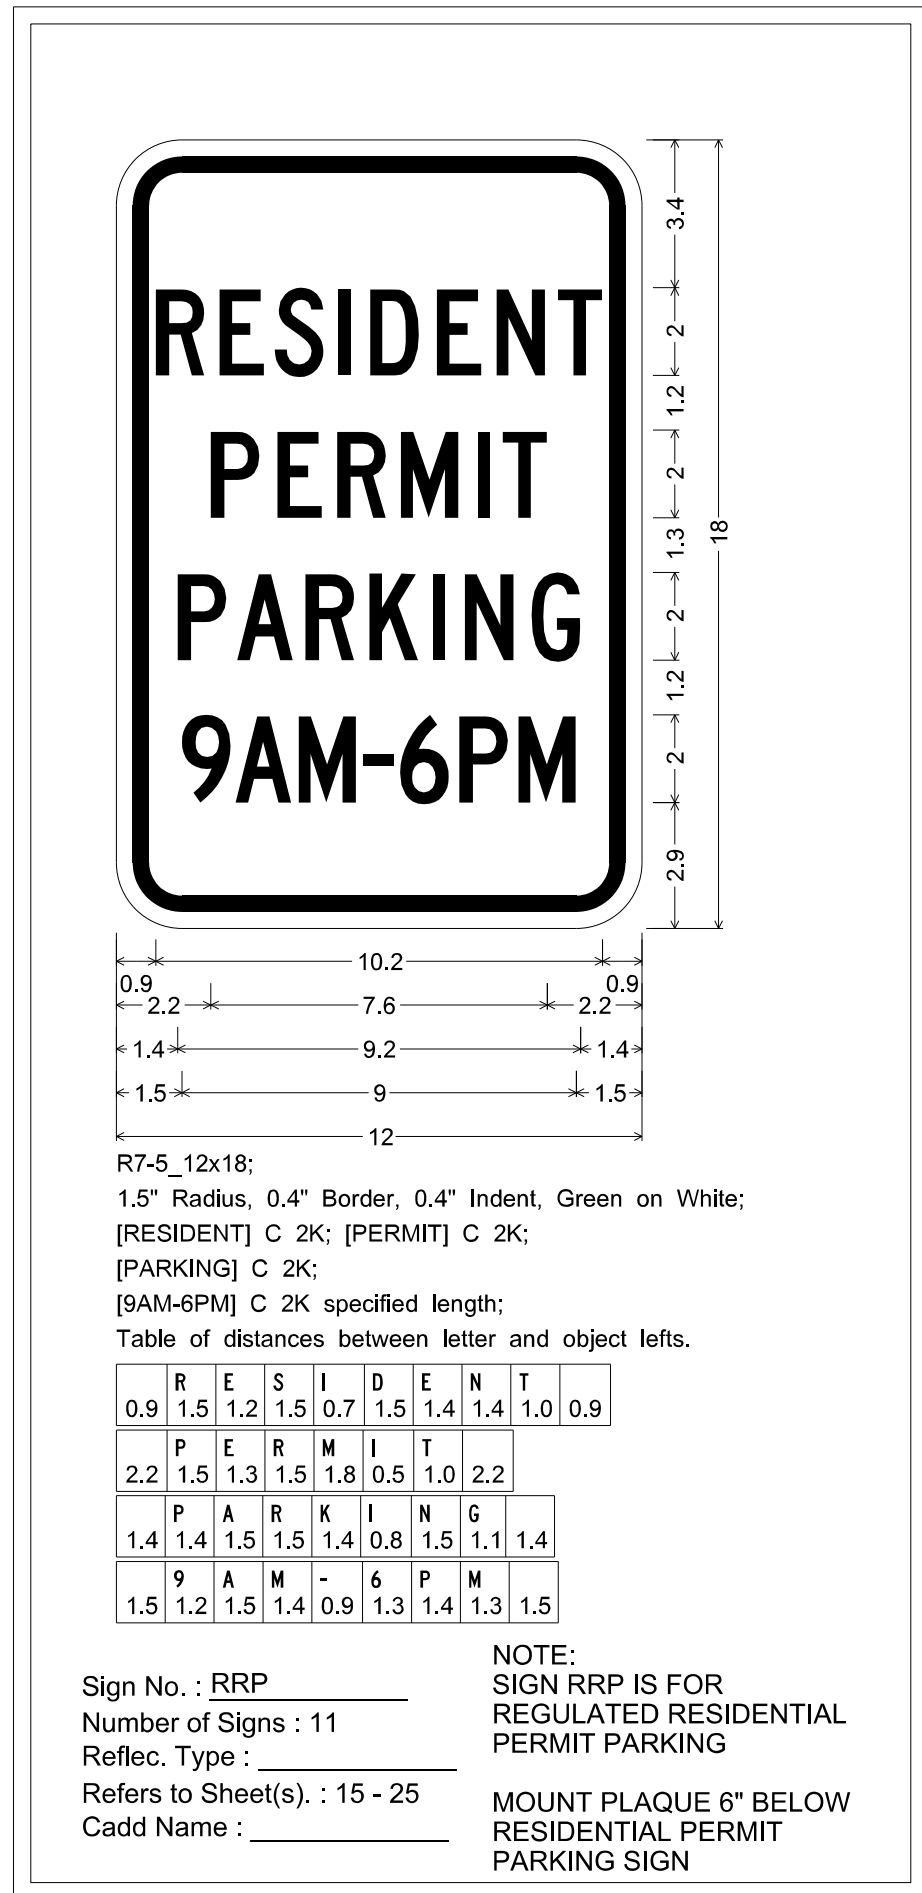 RESIDENT
PERMIT
PARKING
9AM-6PM
3.4
2
1.2
2
1.3
2
1.2
2
2.9
18
10.2
0.9 0.9
2.2 7.6 2.2
1.4 9.2 1.4
1.5 9 1.5
12
R7-5_12x18;
1.5" Radius, 0.4" Border, 0.4" Indent, Green on White;
[RESIDENT] C 2K; [PERMIT] C 2K;
[PARKING] C 2K;
[9AM-6PM] C 2K specified length;
Table of distances between letter and object lefts.
R E S I D E N T
0.9 1.5 1.2 1.5 0.7 1.5 1.4 1.4 1.0 0.9
P E R M I T
2.2 1.5 1.3 1.5 1.8 0.5 1.0 2.2
P A R K I N G
1.4 1.4 1.5 1.5 1.4 0.8 1.5 1.1 1.4
9 A M - 6 P M
1.5 1.2 1.5 1.4 0.9 1.3 1.4 1.3 1.5
Sign No. : RRP
Number of Signs : 11
Reflec. Type :
Refers to Sheet(s). : 15 - 25
Cadd Name :
NOTE:
SIGN RRP IS FOR
REGULATED RESIDENTIAL
PERMIT PARKING
MOUNT PLAQUE 6" BELOW
RESIDENTIAL PERMIT
PARKING SIGN